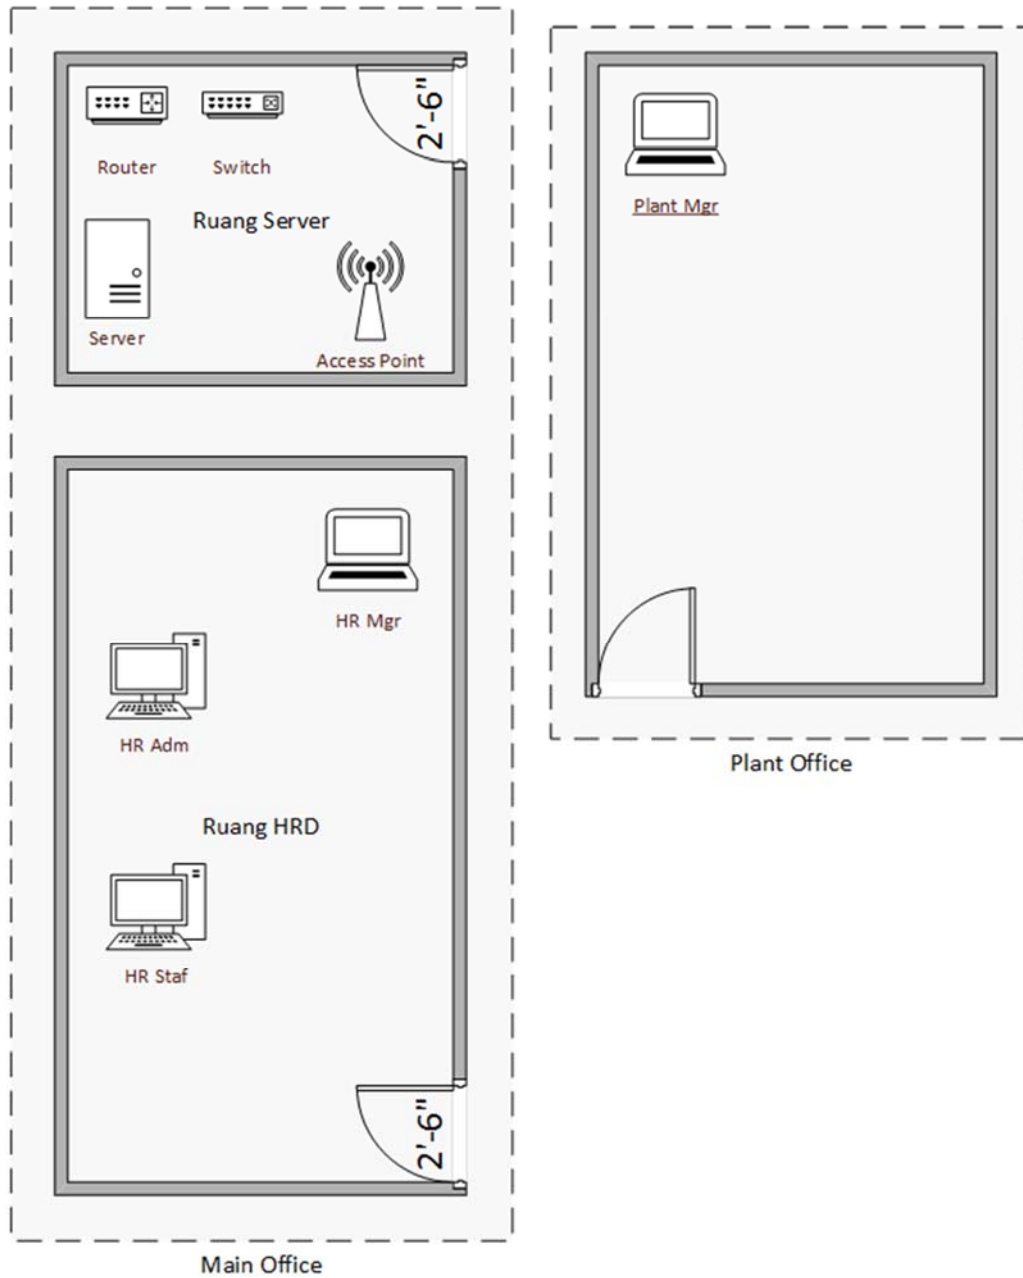 2'-6"
Router
Switch
Ruang Server
Server
Access Point
HR Mgr
HR Adm
Ruang HRD
HR Staf
2'-6"
Main Office
Plant Mgr
Plant Office